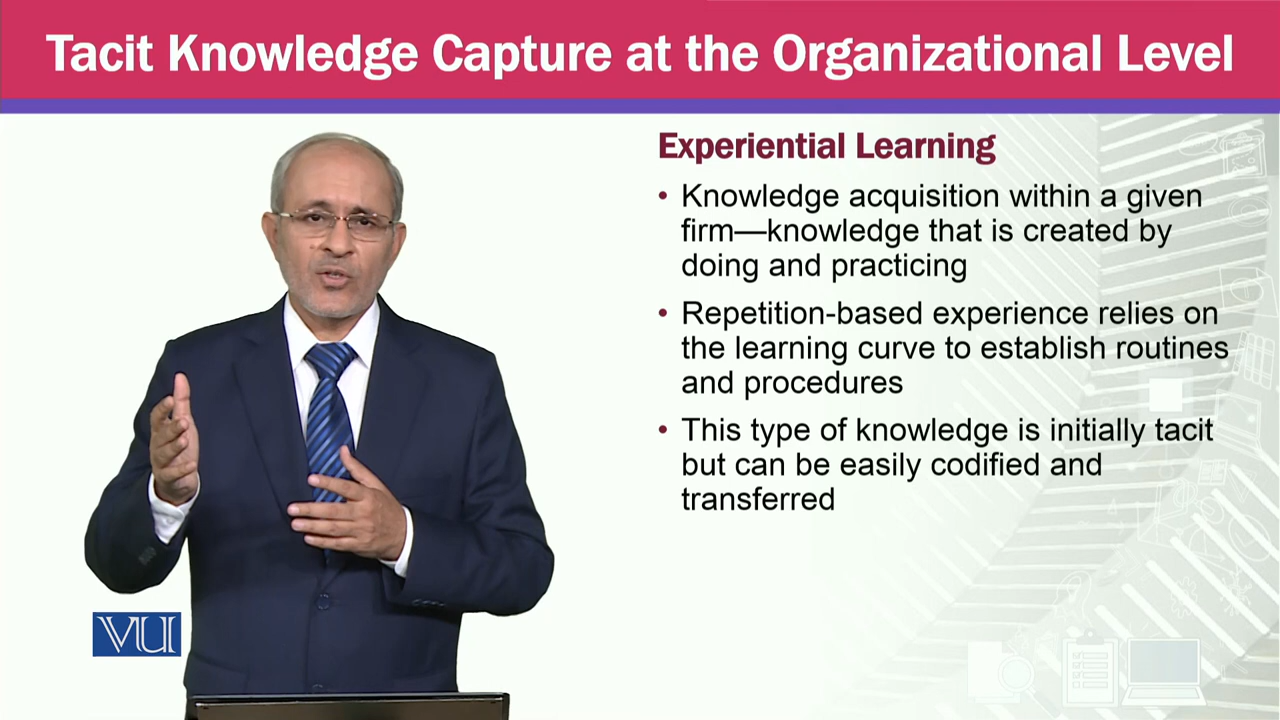 Tacit Knowledge Capture at the Organizational Level
Experiential Learning
• Knowledge acquisition within a given
firm—knowledge that is created by
doing and practicing
• Repetition-based experience relies on
the learning curve to establish routines
and procedures
• This type of knowledge is initially tacit
but can be easily codified and
transferred
VU